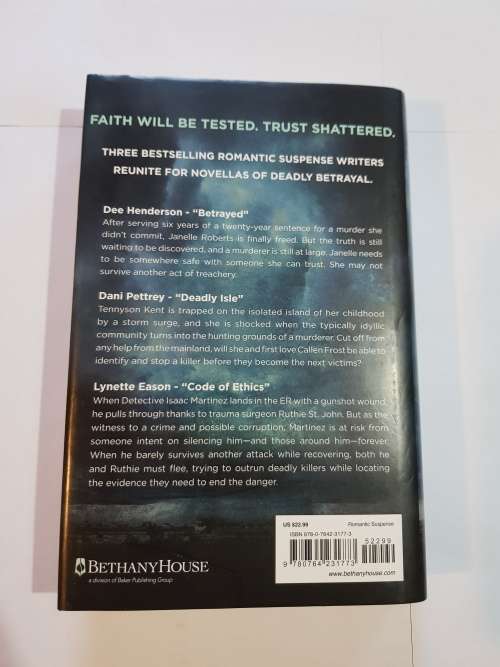 FAITH WILL BE TESTED. TRUST SHATTERED.
THREE BESTSELLING ROMANTIC SUSPENSE WRITERS
REUNITE FOR NOVELLAS OF DEADLY BETRAYAL.
Dee Henderson - “Betrayed”
After serving six years of a twenty-year sentence for a murder she
didn’t commit, Janelle Roberts is finally freed. But the truth is still
waiting to be discovered, and a murderer is still at large. Janelle needs
to be somewhere safe with someone she can trust. She may not
survive another act of treachery.
Dani Pettrey - “Deadly Isle”
Tennyson Kent is trapped on the isolated island of her childhood
by a storm surge, and she is shocked when the typically idyllic
community turns into the hunting grounds of a murderer. Cut off from
any help from the mainland, will she and first love Callen Frost be able to
identify and stop a killer before they become the next victims?
Lynette Eason - “Code of Ethics”
When Detective Isaac Martinez lands in the ER with a gunshot wound,
he pulls through thanks to trauma surgeon Ruthie St. John. But as the
witness to a crime and possible corruption, Martinez is at risk from
someone intent on silencing him—and those around him—forever.
When he barely survives another attack while recovering, both he
and Ruthie must flee, trying to outrun deadly killers while locating
the evidence they need to end the danger.
US $22.99 Romantic Suspense
ISBN 978-0-7642-3177-3
52299
9 780764 231773
www.bethanyhouse.com
BETHANYHOUSE
a division of Baker Publishing Group